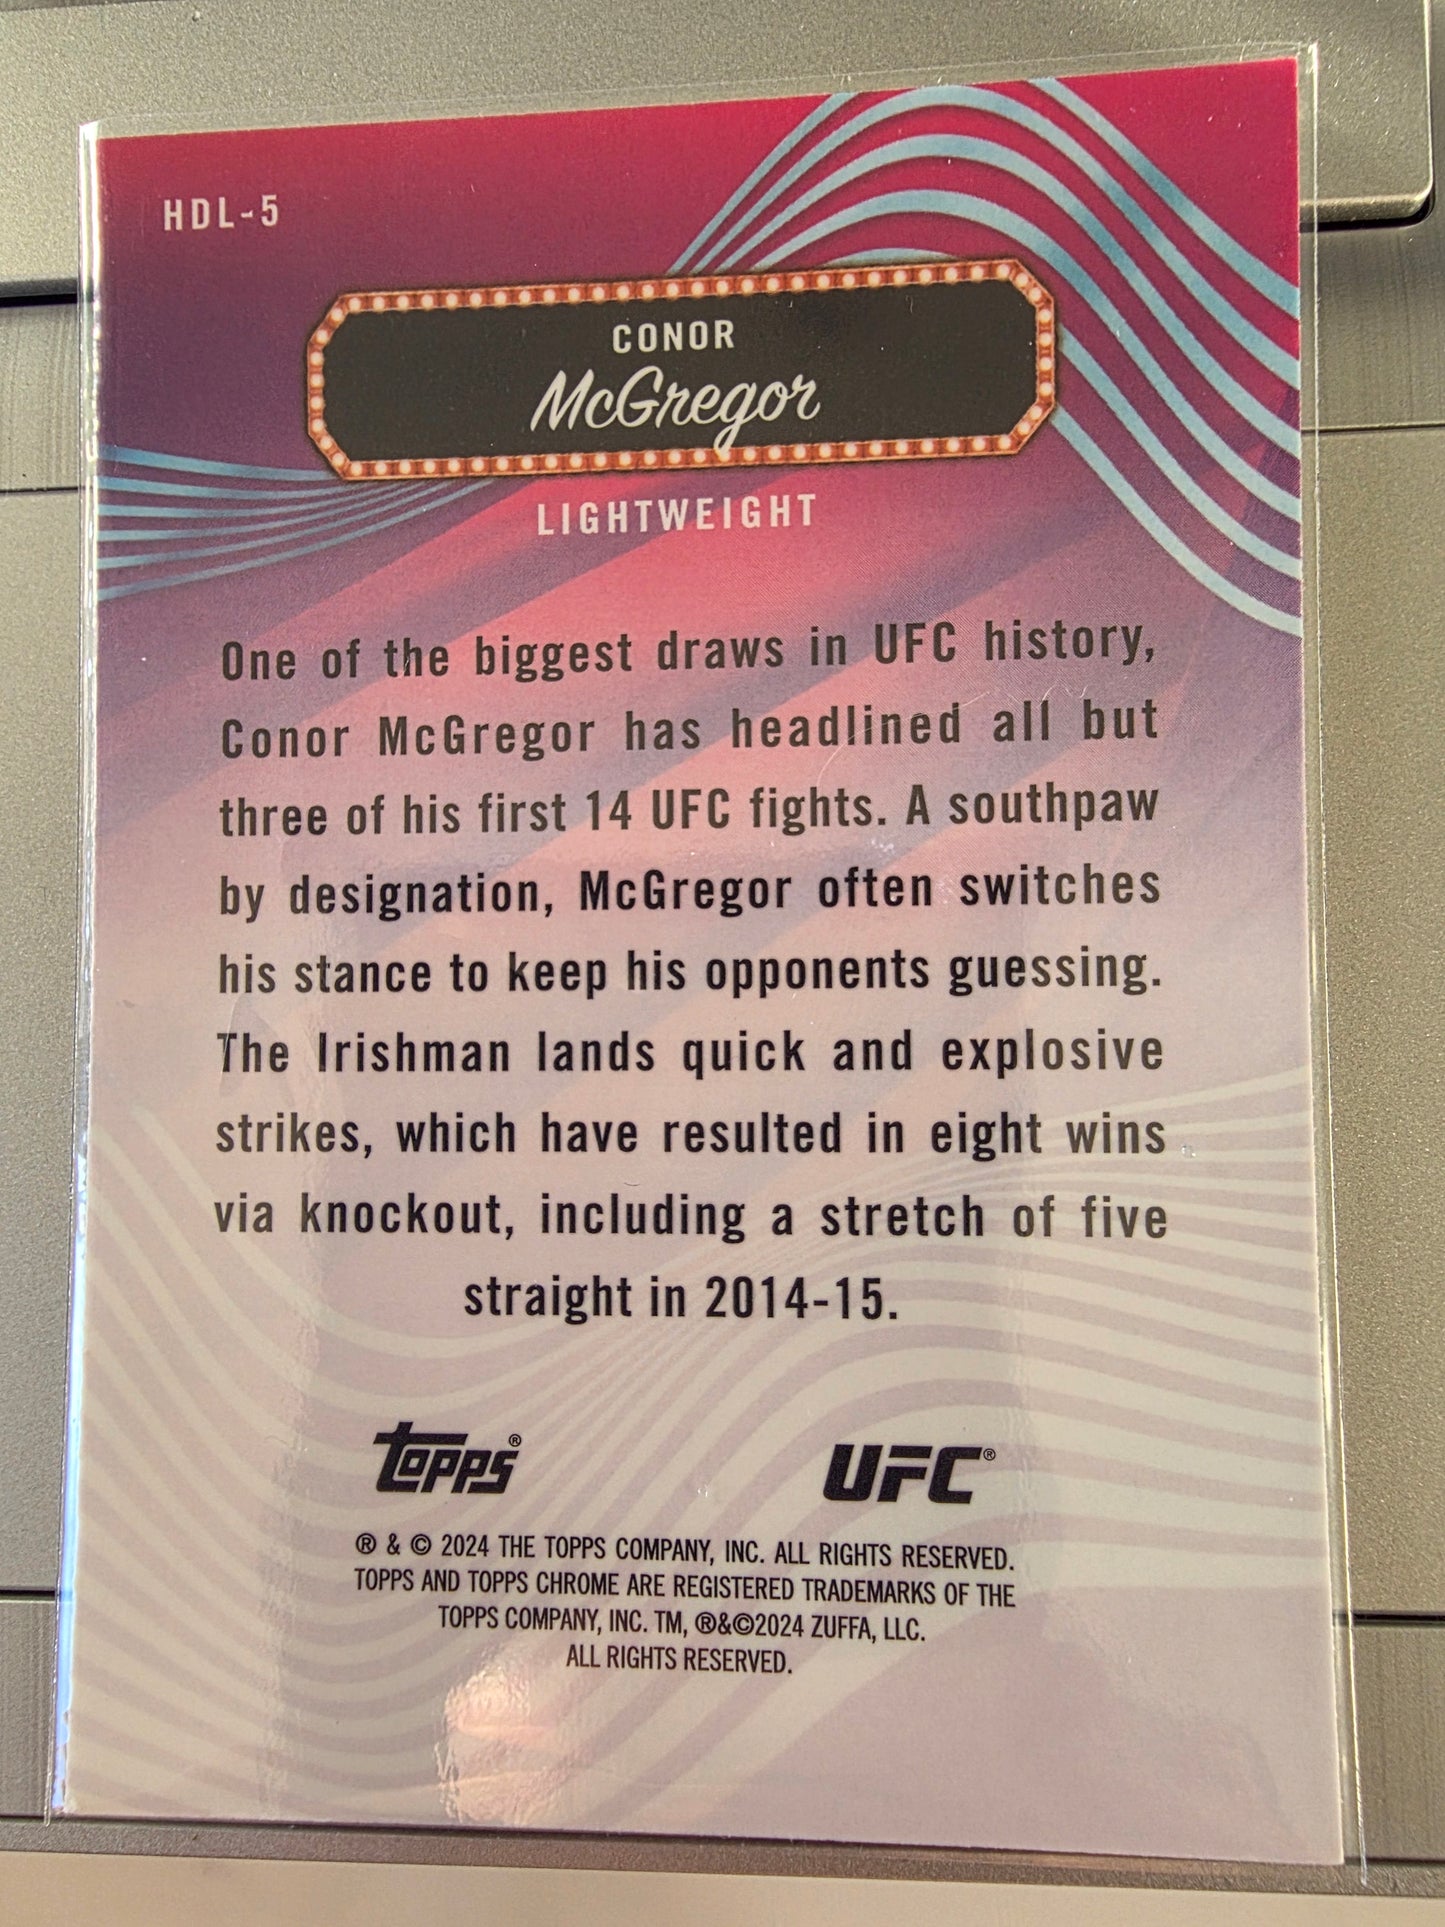 HDL-5
CONOR
McGregor
LIGHTWEIGHT
One of the biggest draws in UFC history,
Conor McGregor has headlined all but
three of his first 14 UFC fights. A southpaw
by designation, McGregor often switches
his stance to keep his opponents guessing.
The Irishman lands quick and explosive
strikes, which have resulted in eight wins
via knockout, including a stretch of five
straight in 2014-15.
topps® UFC®
® & © 2024 THE TOPPS COMPANY, INC. ALL RIGHTS RESERVED.
TOPPS AND TOPPS CHROME ARE REGISTERED TRADEMARKS OF THE
TOPPS COMPANY, INC. TM, ®&©2024 ZUFFA, LLC.
ALL RIGHTS RESERVED.